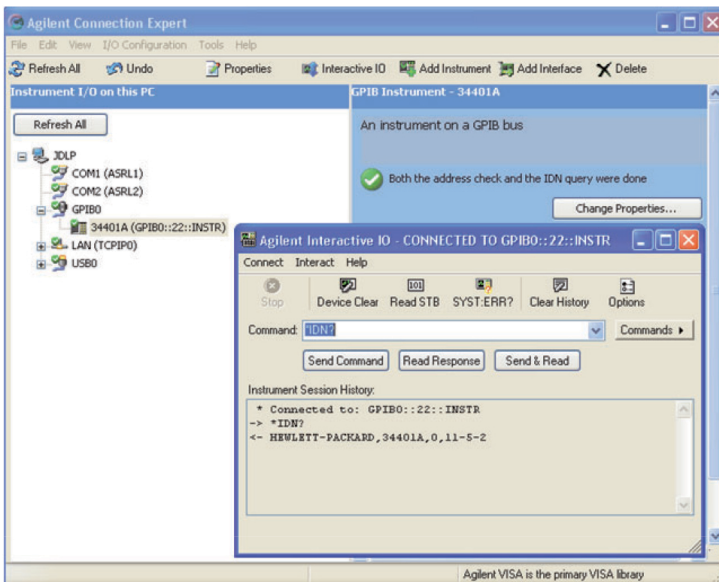 Agilent Connection Expert
File Edit View I/O Configuration Tools Help
Refresh All Undo Properties Interactive IO Add Instrument Add Interface Delete
Instrument I/O on this PC
GPIB Instrument - 34401A
Refresh All
An instrument on a GPIB bus
JDLP
COM1 (ASRL1)
COM2 (ASRL2)
GPIB0
34401A (GPIB0::22::INSTR)
LAN (TCPIP0)
USB0
Both the address check and the IDN query were done
Change Properties...
Agilent Interactive IO - CONNECTED TO GPIB0::22::INSTR
Connect Interact Help
Stop Device Clear Read STB SYST:ERR? Clear History Options
Command: *IDN? Commands
Send Command Read Response Send & Read
Instrument Session History:
* Connected to: GPIB0::22::INSTR
-> *IDN?
<- HEWLETT-PACKARD,34401A,0,11-5-2
Agilent VISA is the primary VISA library